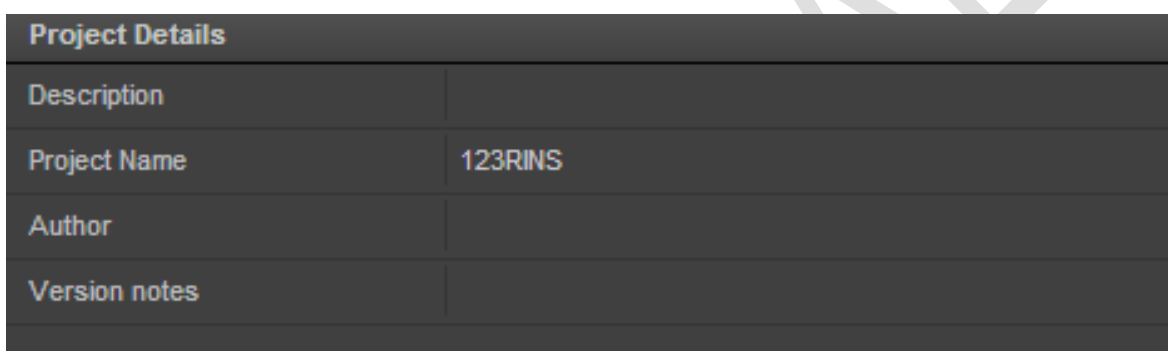 Project Details
Description
Project Name 123RINS
Author
Version notes